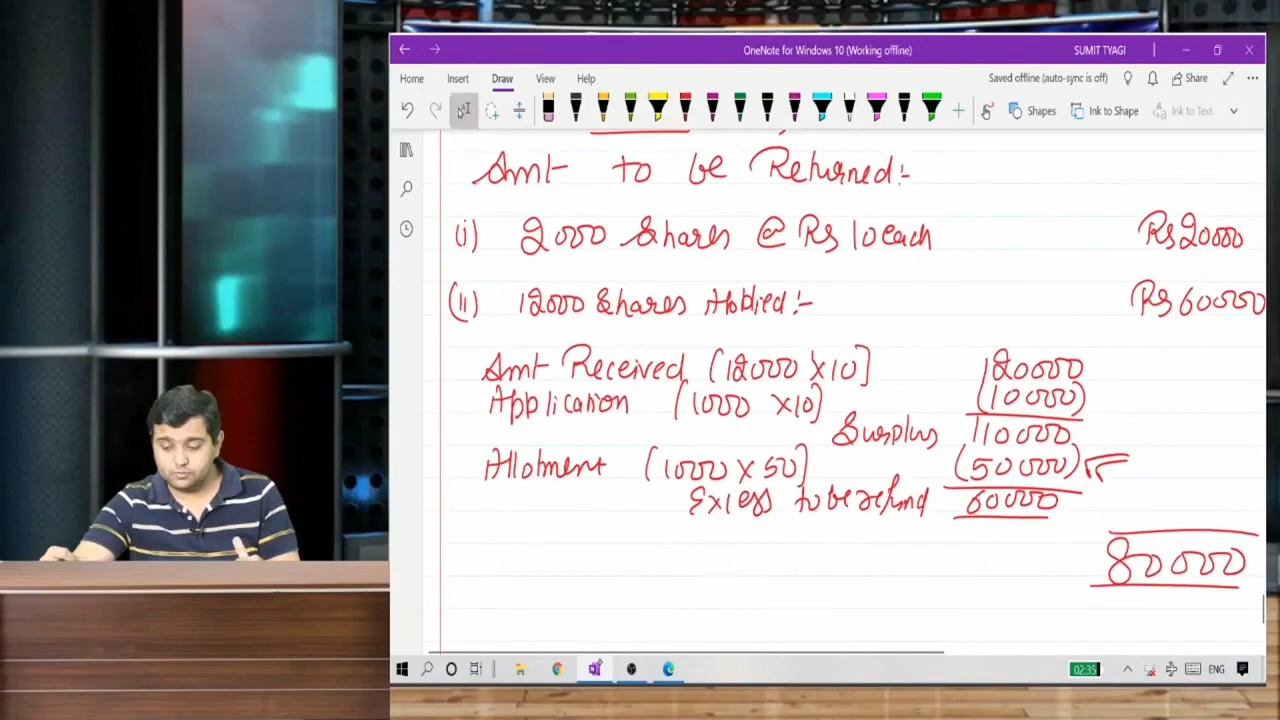 OneNote for Windows 10 (Working offline)
SUMIT TYAGI
Home Insert Draw View Help
Saved offline (auto-sync is off) Share
Shapes Ink to Shape Ink to Text
Amt to be Returned:-
(i) 2000 Shares @ Rs 10 each Rs 20000
(ii) 12000 Shares Applied:- Rs 60000
Amt Received (12000 x 10] 120000
Application (1000 x10) (10000)
Surplus 110000
Allotment (1000 x 50) (50000)
Excess to be refund 60000
80000
02:35 ENG